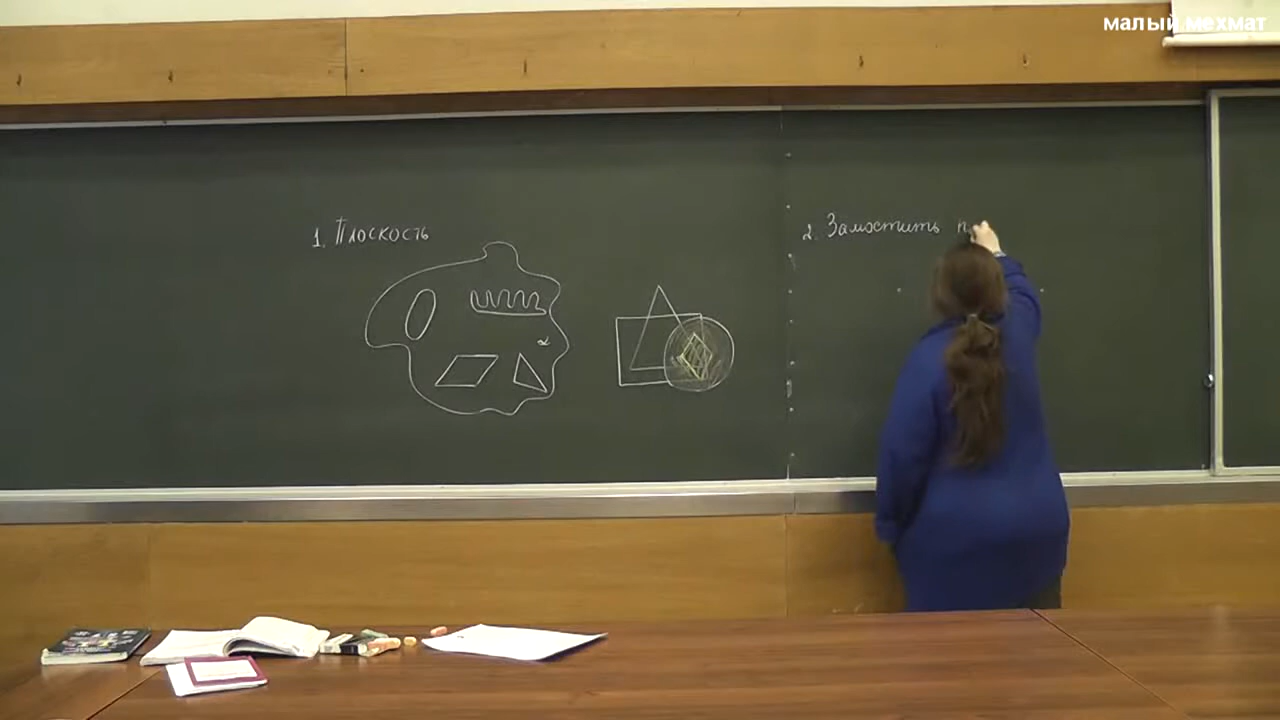 малый мехмат
1. Плоскость
α
2. Замостить п